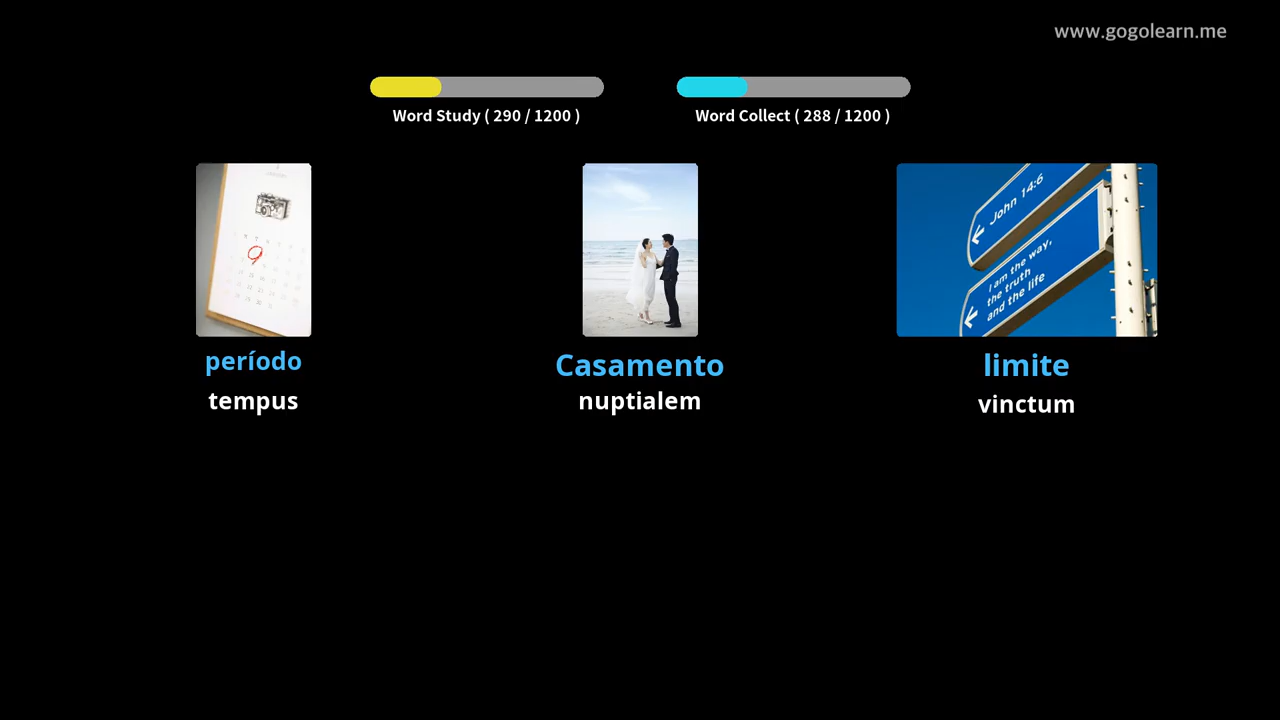 www.gogolearn.me
Word Study ( 290 / 1200 )
Word Collect ( 288 / 1200 )
John 14:6
I am the way,
the truth
and the life
período
tempus
Casamento
nuptialem
limite
vinctum